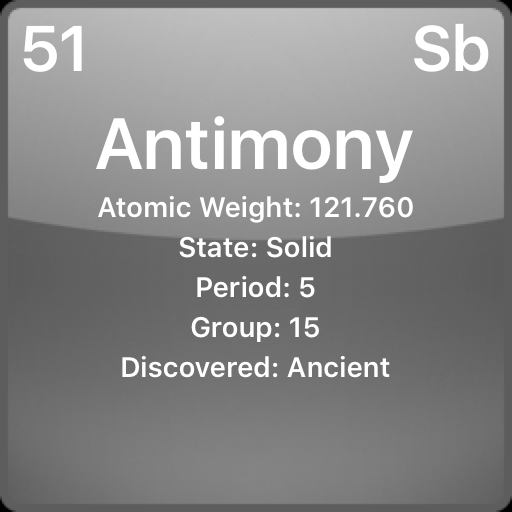 51 Sb
Antimony
Atomic Weight: 121.760
State: Solid
Period: 5
Group: 15
Discovered: Ancient